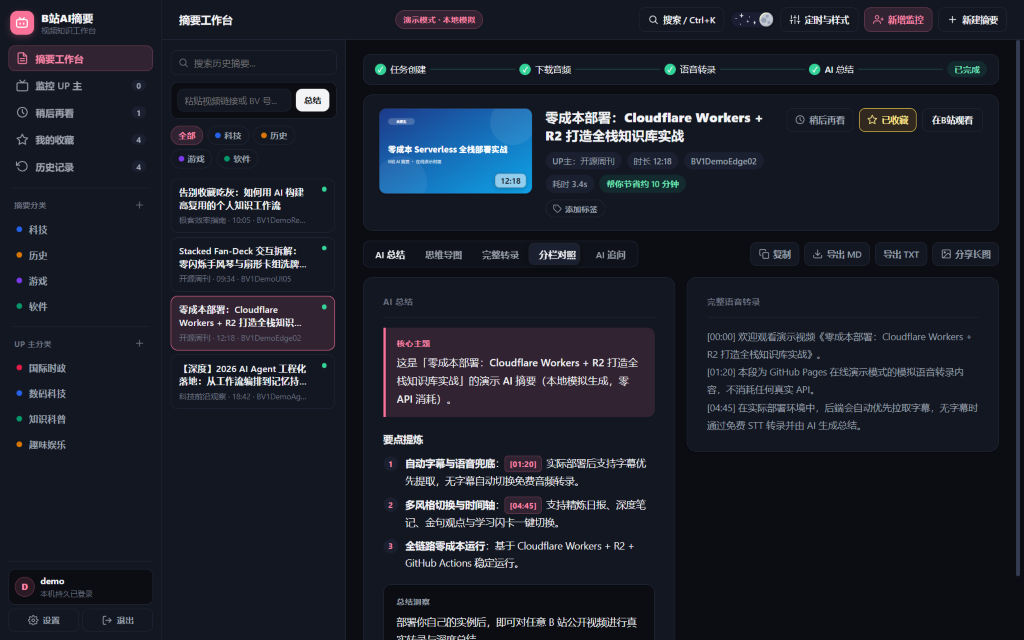 B站AI摘要
视频知识工作台
摘要工作台
监控 UP 主 0
稍后再看 1
我的收藏 4
历史记录 4
摘要分类 +
科技
历史
游戏
软件
UP 主分类 +
国际时政
数码科技
知识科普
趣味娱乐
D
demo
本机持久已登录
设置
退出
摘要工作台
演示模式 · 本地模拟
搜索 / Ctrl+K
定时与样式
新增监控
+ 新建摘要
搜索历史摘要...
粘贴视频链接或 BV 号...
总结
全部 科技 历史
游戏 软件
告别收藏吃灰：如何用 AI 构建
高复用的个人知识工作流
极客效率指南 · 10:05 · BV1DemoRe...
Stacked Fan-Deck 交互拆解：
零闪烁手风琴与扇形卡组洗牌...
开源周刊 · 09:34 · BV1DemoUI05
零成本部署：Cloudflare
Workers + R2 打造全栈知识...
开源周刊 · 12:18 · BV1DemoEdge02
【深度】2026 AI Agent 工程化
落地：从工作流编排到记忆持...
科技前沿观察 · 18:42 · BV1DemoAg...
任务创建
下载音频
语音转录
AI 总结
已完成
零成本 Serverless 全栈部署实战
12:18
零成本部署：Cloudflare Workers +
R2 打造全栈知识库实战
稍后再看
已收藏
在B站观看
UP主：开源周刊
时长 12:18
BV1DemoEdge02
耗时 3.4s
帮你节省约 10 分钟
添加标签
AI 总结
思维导图
完整转录
分栏对照
AI 追问
复制
导出 MD
导出 TXT
分享长图
AI 总结
核心主题
这是「零成本部署：Cloudflare Workers + R2 打造全
栈知识库实战」的演示 AI 摘要（本地模拟生成，零
API 消耗）。
要点提炼
1 自动字幕与语音兜底： [01:20] 实际部署后支持字幕优
先提取，无字幕自动切换免费音频转录。
2 多风格切换与时间轴： [04:45] 支持精炼日报、深度笔
记、金句观点与学习闪卡一键切换。
3 全链路零成本运行：基于 Cloudflare Workers + R2 +
GitHub Actions 稳定运行。
总结洞察
部署你自己的实例后，即可对任意 B 站公开视频进行真
实转录与深度总结
完整语音转录
[00:00] 欢迎观看演示视频《零成本部署：Cloudflare Workers +
R2 打造全栈知识库实战》。
[01:20] 本段为 GitHub Pages 在线演示模式的模拟语音转录内
容，不消耗任何真实 API。
[04:45] 在实际部署环境中，后端会自动优先拉取字幕，无字幕时
通过免费 STT 转录并由 AI 生成总结。